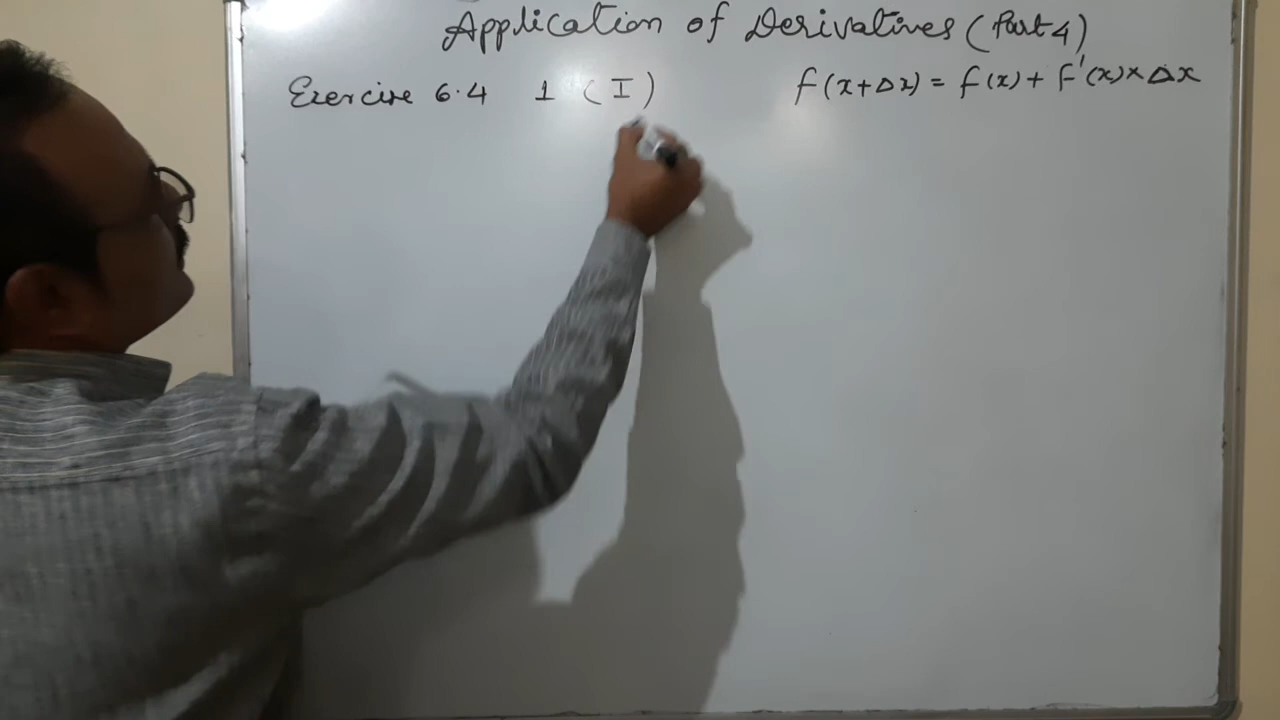 Application of Derivatives (Part 4)
Exercise 6.4 1 (I)
f(x+Δx) = f(x) + f'(x) × Δx